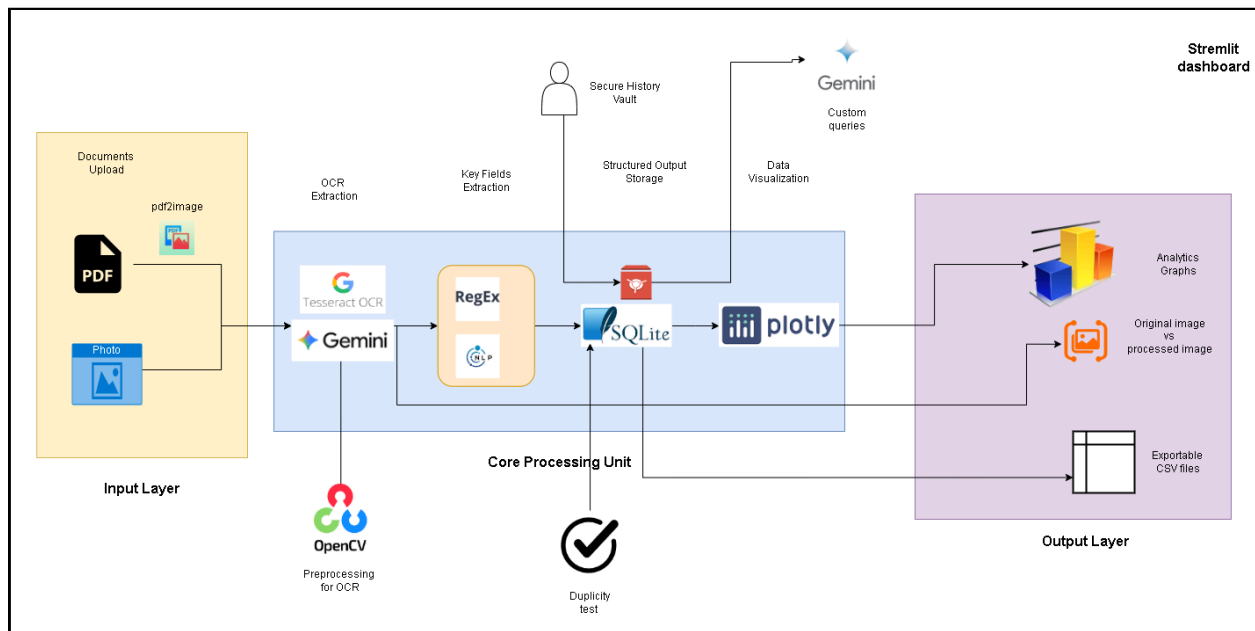 Stremlit
dashboard
Secure History
Vault
Gemini
Custom
queries
Documents
Upload
pdf2image
PDF
PDF
Photo
OCR
Extraction
Key Fields
Extraction
Structured Output
Storage
Data
Visualization
Tesseract OCR
Gemini
RegEx
NLP
SQLite
plotly
Analytics
Graphs
Original image
vs
processed image
Exportable
CSV files
Input Layer
Core Processing Unit
Output Layer
OpenCV
Preprocessing
for OCR
Duplicity
test